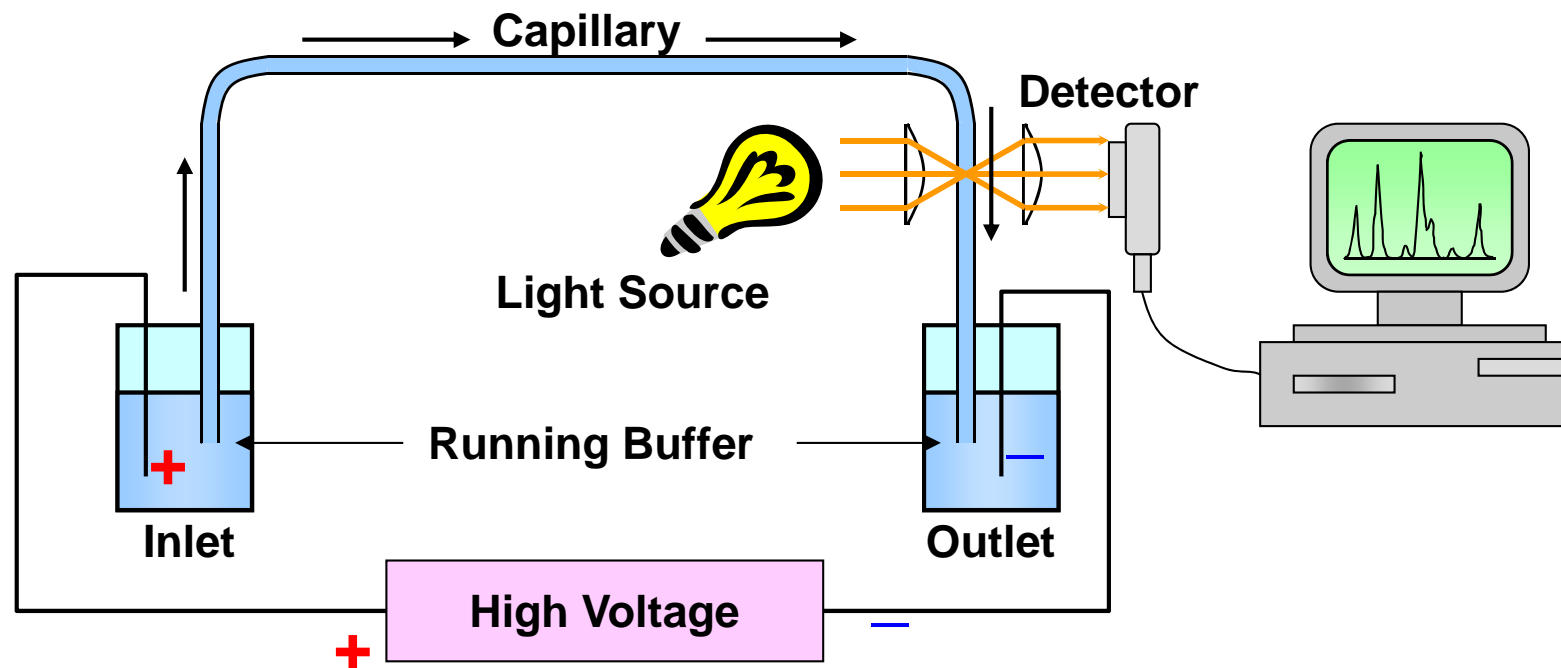 Capillary
Detector
Light Source
Running Buffer
+
—
Inlet
Outlet
High Voltage
+
—